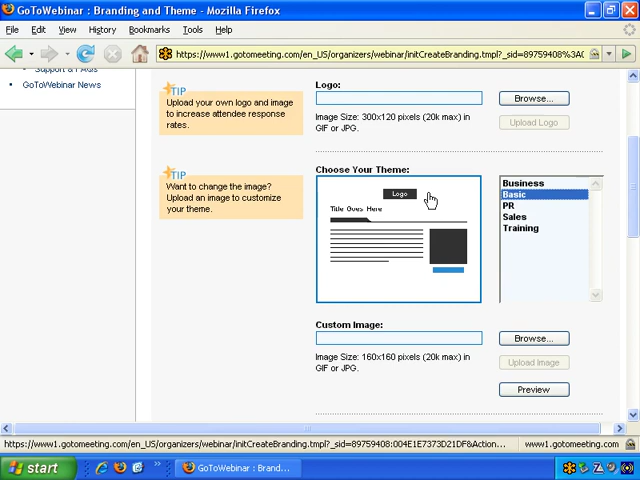 GoToWebinar : Branding and Theme - Mozilla Firefox
File Edit View History Bookmarks Tools Help
https://www1.gotomeeting.com/en_US/organizers/webinar/initCreateBranding.tmpl?_sid=89759408%3AC
Support & FAQs
GoToWebinar News
TIP
Upload your own logo and image
to increase attendee response
rates.
Logo:
Browse...
Image Size: 300x120 pixels (20k max) in
GIF or JPG.
Upload Logo
TIP
Want to change the image?
Upload an image to customize
your theme.
Choose Your Theme:
Logo
Title Goes Here
Business
Basic
PR
Sales
Training
Custom Image:
Browse...
Image Size: 160x160 pixels (20k max) in
GIF or JPG.
Upload Image
Preview
https://www1.gotomeeting.com/en_US/organizers/webinar/initCreateBranding.tmpl?_sid=89759408:004E1E7373D21DF&Action...
www1.gotomeeting.com
start
GoToWebinar : Brand...